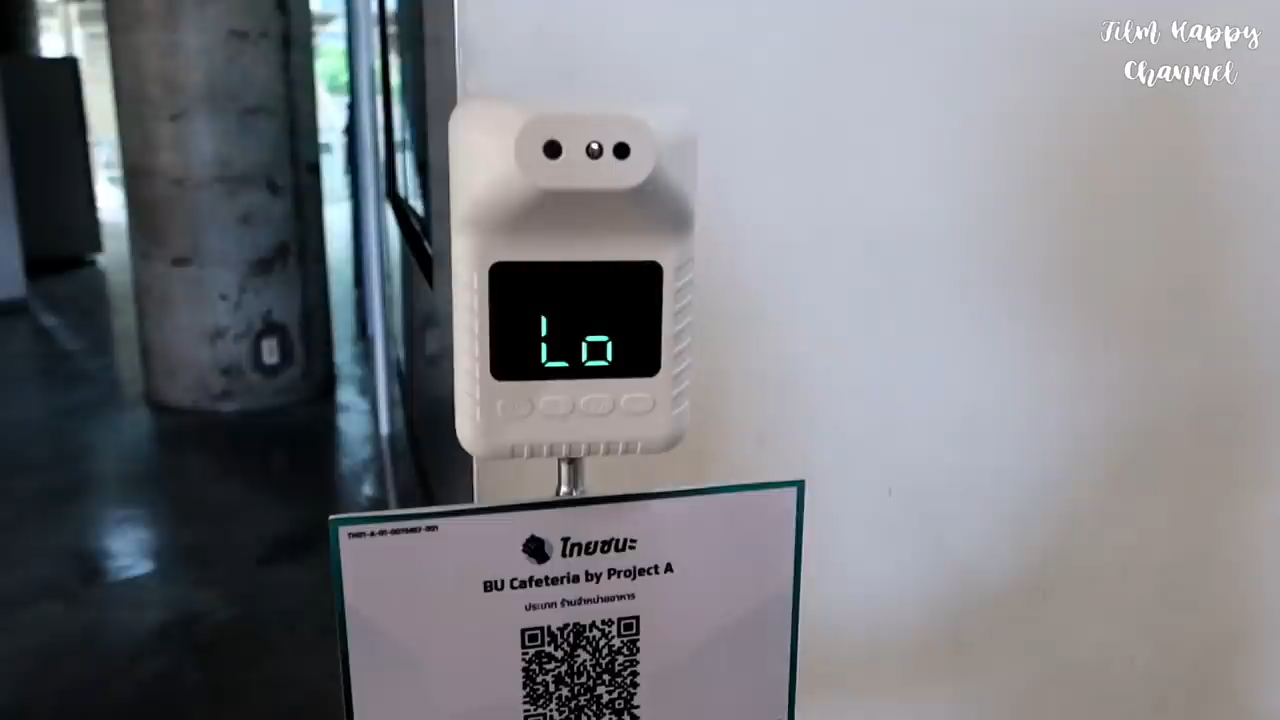 Film Happy
Channel
Lo
ไทยชนะ
BU Cafeteria by Project A
ประเภท ร้านจำหน่ายอาหาร